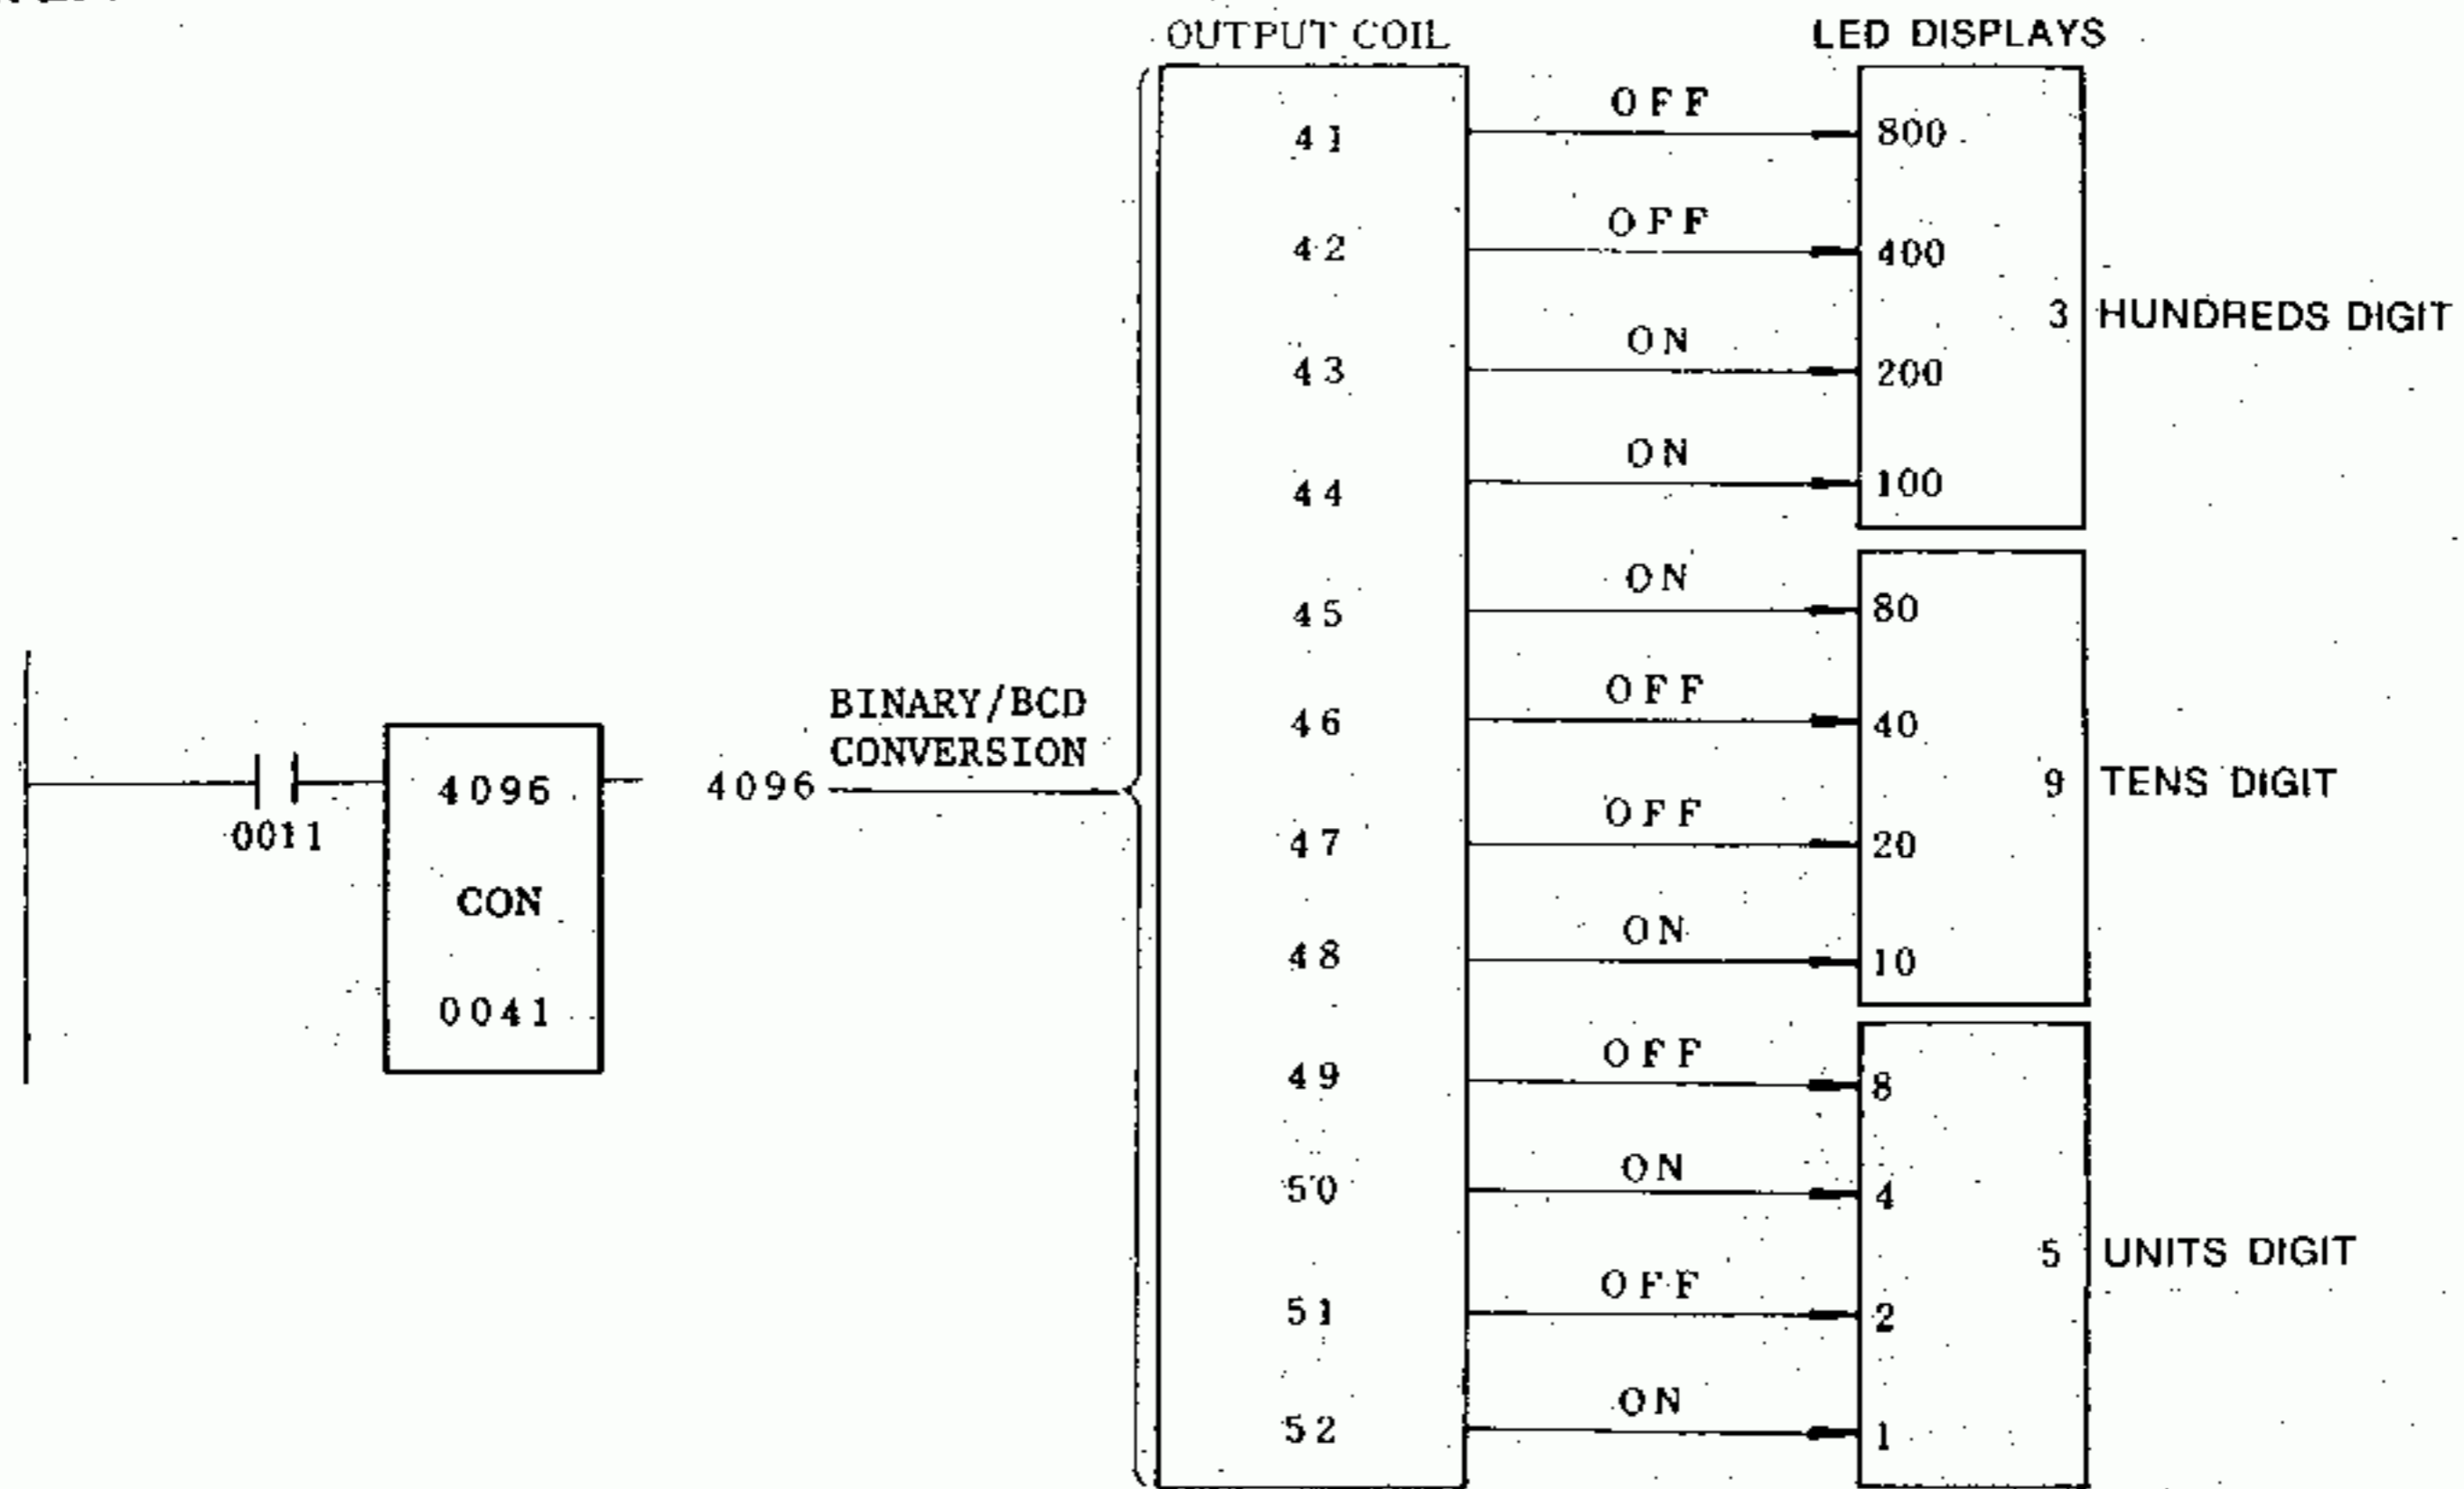 OUTPUT COIL
LED DISPLAYS
41 OFF 800
42 OFF 400
3 HUNDREDS DIGIT
43 ON 200
44 ON 100
45 ON 80
46 OFF 40
9 TENS DIGIT
47 OFF 20
48 ON 10
49 OFF 8
50 ON 4
5 UNITS DIGIT
51 OFF 2
52 ON 1
0011
4096
CON
0041
4096
BINARY/BCD
CONVERSION